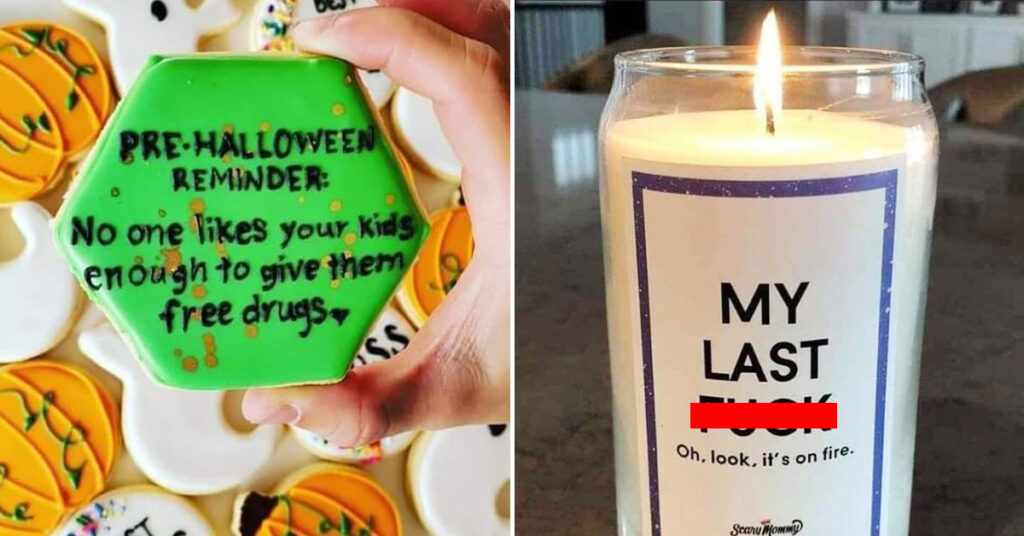 PRE-HALLOWEEN
REMINDER:
No one likes your kids
enough to give them
free drugs
MY
LAST
FUCK
Oh, look, it's on fire.
Scary Mommy